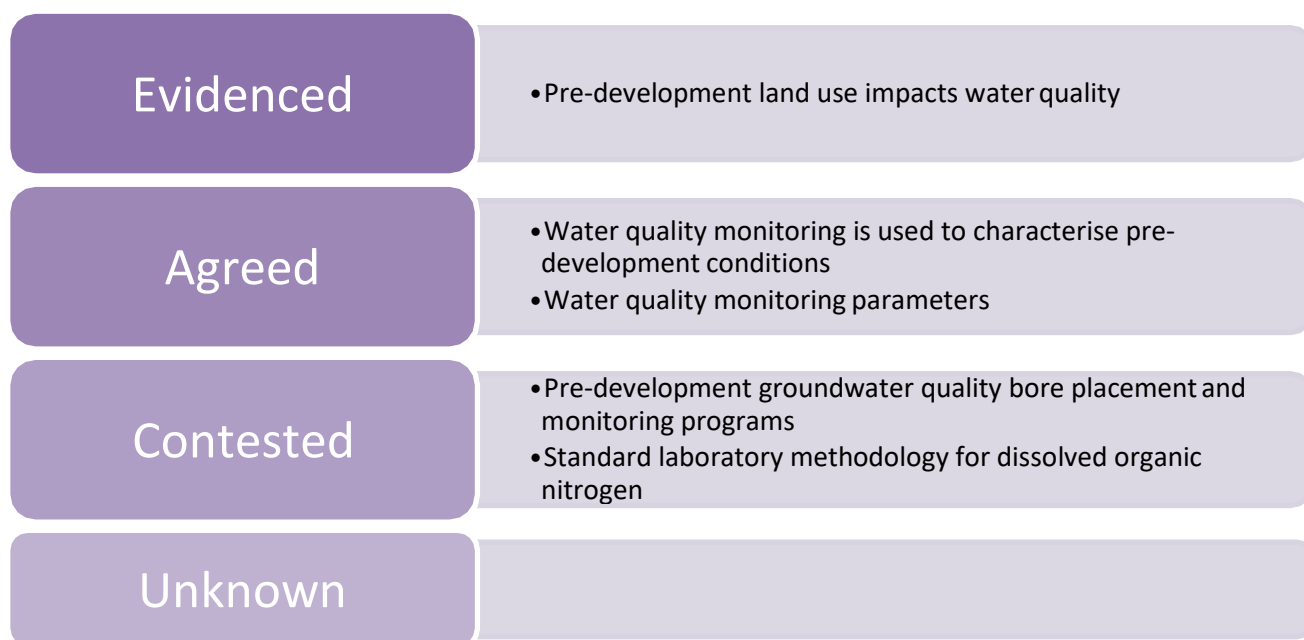 Evidenced
•Pre-development land use impacts water quality
Agreed
•Water quality monitoring is used to characterise pre-
development conditions
•Water quality monitoring parameters
Contested
•Pre-development groundwater quality bore placement and
monitoring programs
•Standard laboratory methodology for dissolved organic
nitrogen
Unknown